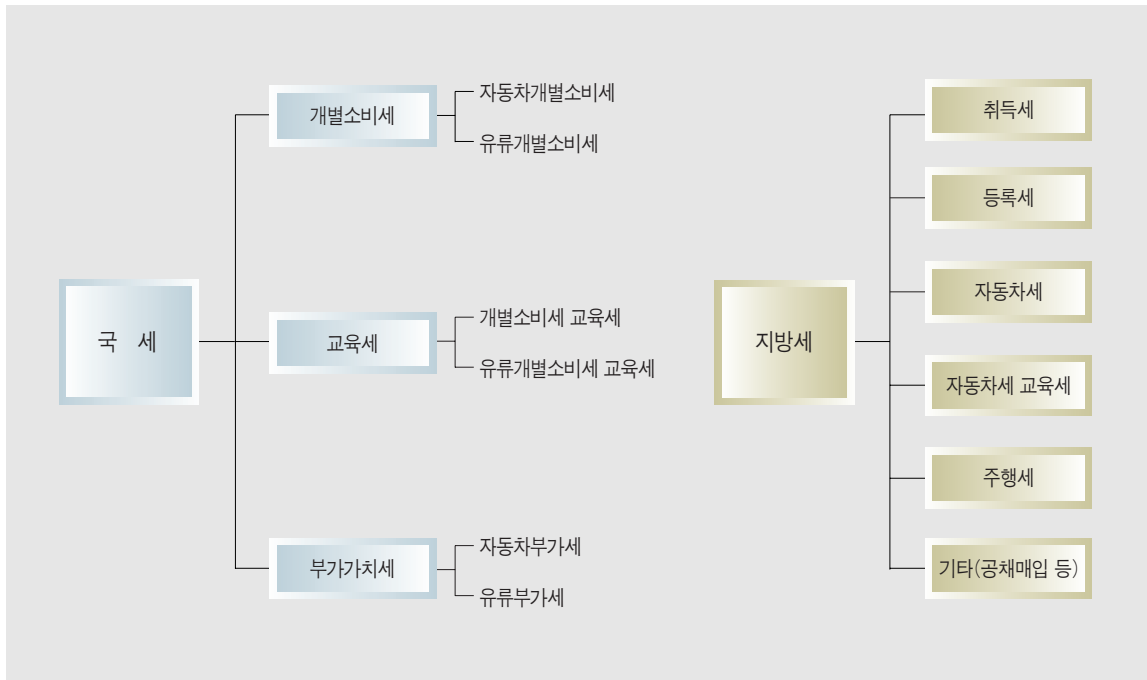 국 세
개별소비세
자동차개별소비세
유류개별소비세
교육세
개별소비세 교육세
유류개별소비세 교육세
부가가치세
자동차부가세
유류부가세
지방세
취득세
등록세
자동차세
자동차세 교육세
주행세
기타(공채매입 등)